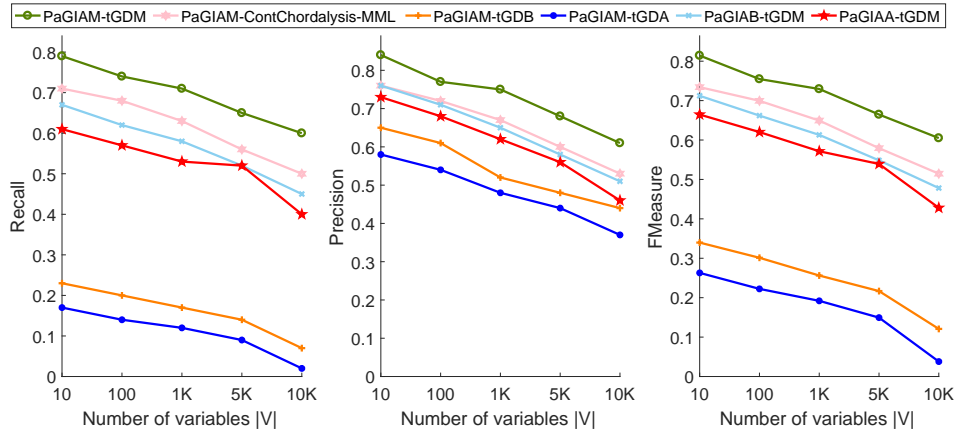 PaGIAM-tGDM PaGIAM-ContChordalysis-MML PaGIAM-tGDB PaGIAM-tGDA PaGIAB-tGDM PaGIAA-tGDM
0.8
0.7
0.6
0.5
0.4
0.3
0.2
0.1
0
Recall
10 100 1K 5K 10K
Number of variables |V|
0.8
0.7
0.6
0.5
0.4
0.3
0.2
0.1
0
Precision
10 100 1K 5K 10K
Number of variables |V|
0.8
0.7
0.6
0.5
0.4
0.3
0.2
0.1
0
FMeasure
10 100 1K 5K 10K
Number of variables |V|